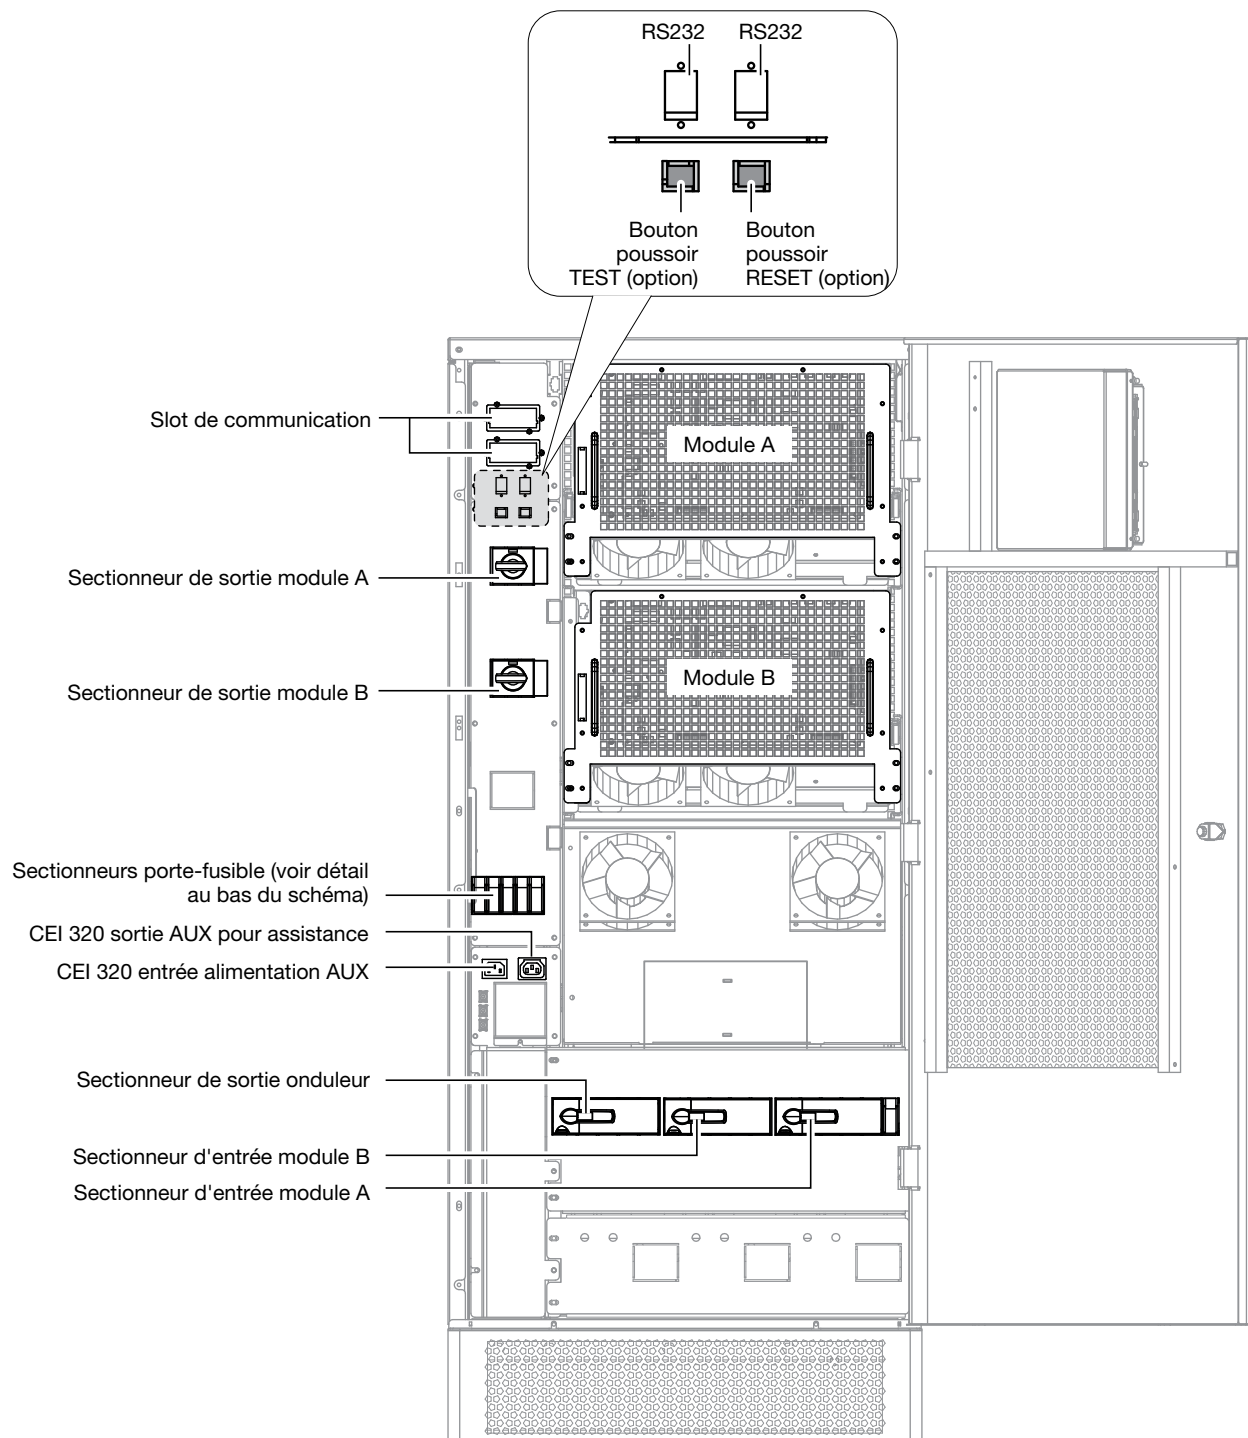 RS232
RS232
Bouton
poussoir
TEST (option)
Bouton
poussoir
RESET (option)
Slot de communication
Module A
Sectionneur de sortie module A
Module B
Sectionneur de sortie module B
Sectionneurs porte-fusible (voir détail
au bas du schéma)
CEI 320 sortie AUX pour assistance
CEI 320 entrée alimentation AUX
Sectionneur de sortie onduleur
Sectionneur d'entrée module B
Sectionneur d'entrée module A